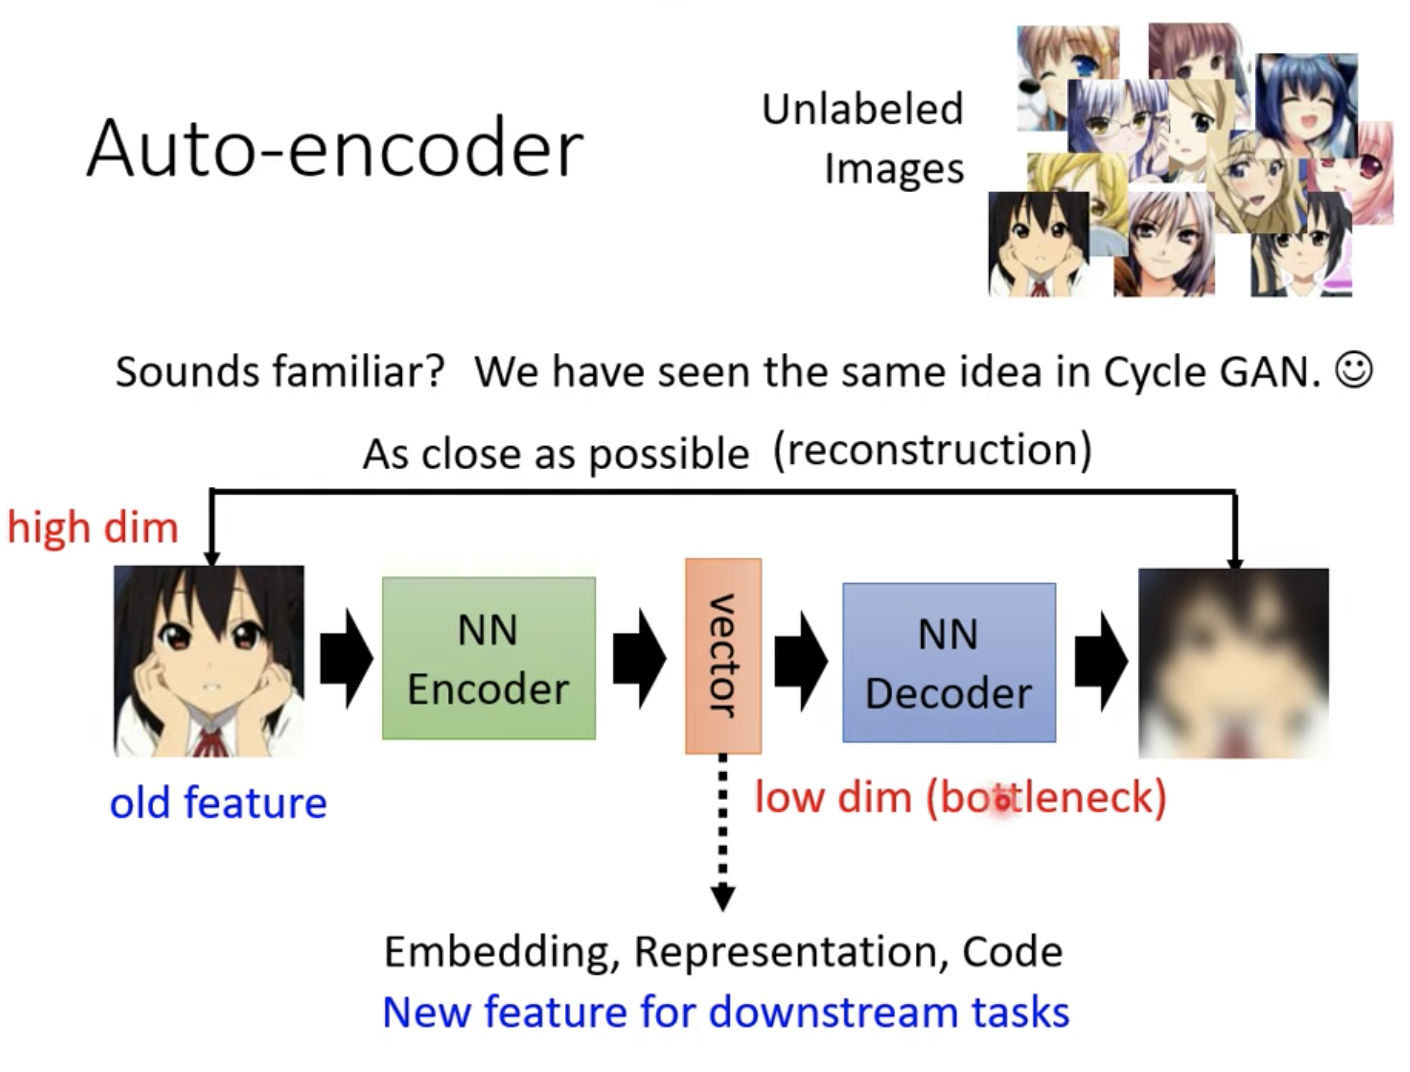 Auto-encoder
Unlabeled
Images
Sounds familiar? We have seen the same idea in Cycle GAN. ☺
As close as possible (reconstruction)
high dim
NN
Encoder
vector
NN
Decoder
old feature
low dim (bottleneck)
Embedding, Representation, Code
New feature for downstream tasks